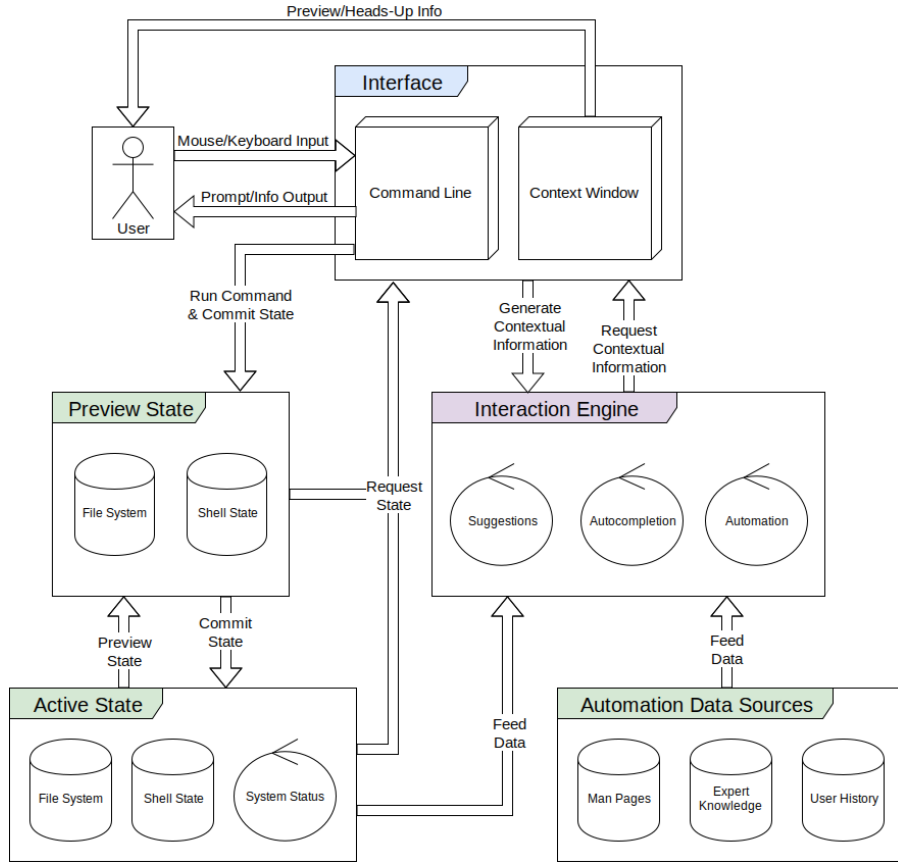 Preview/Heads-Up Info
Interface
Mouse/Keyboard Input
Command Line
Context Window
Prompt/Info Output
User
Run Command
& Commit State
Generate
Contextual
Information
Request
Contextual
Information
Preview State
Interaction Engine
File System
Shell State
Request
State
Suggestions
Autocompletion
Automation
Preview
State
Commit
State
Feed
Data
Active State
Feed
Data
Automation Data Sources
File System
Shell State
System Status
Man Pages
Expert
Knowledge
User History